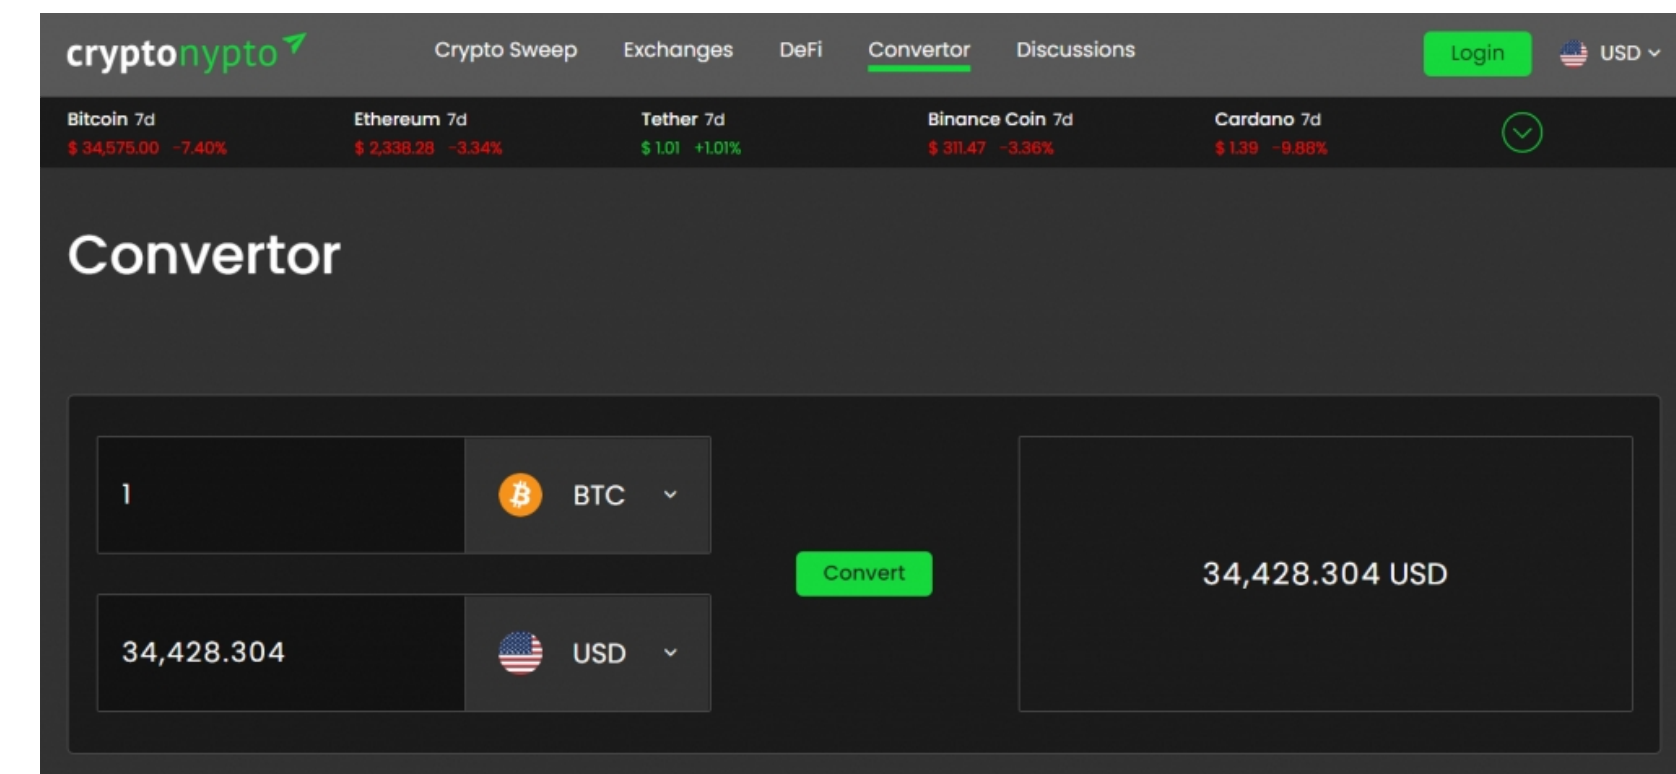 cryptonypto Crypto Sweep Exchanges DeFi Convertor Discussions Login USD
Bitcoin 7d Ethereum 7d Tether 7d Binance Coin 7d Cardano 7d
$ 34,575.00 -7.40% $ 2,338.28 -3.34% $ 1.01 +1.01% $ 311.47 -3.36% $ 1.39 -9.88%
Convertor
1 BTC
Convert
34,428.304 USD
34,428.304 USD